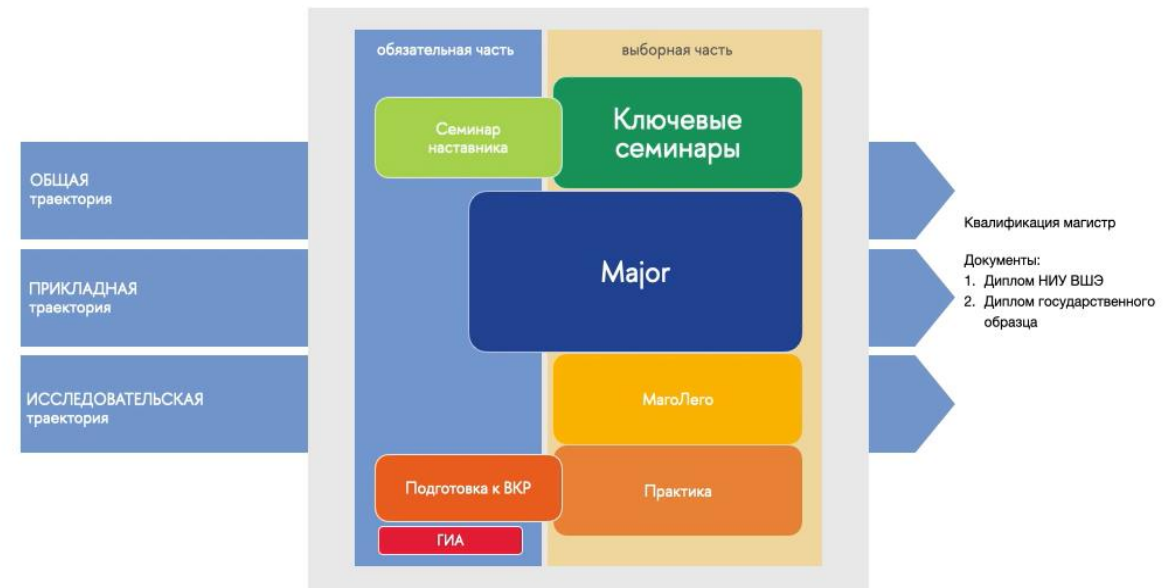 обязательная часть
выборная часть
Семинар
наставника
Ключевые
семинары
ОБЩАЯ
траектория
Major
ПРИКЛАДНАЯ
траектория
ИССЛЕДОВАТЕЛЬСКАЯ
траектория
МагоЛего
Подготовка к ВКР
Практика
ГИА
Квалификация магистр
Документы:
1. Диплом НИУ ВШЭ
2. Диплом государственного
образца